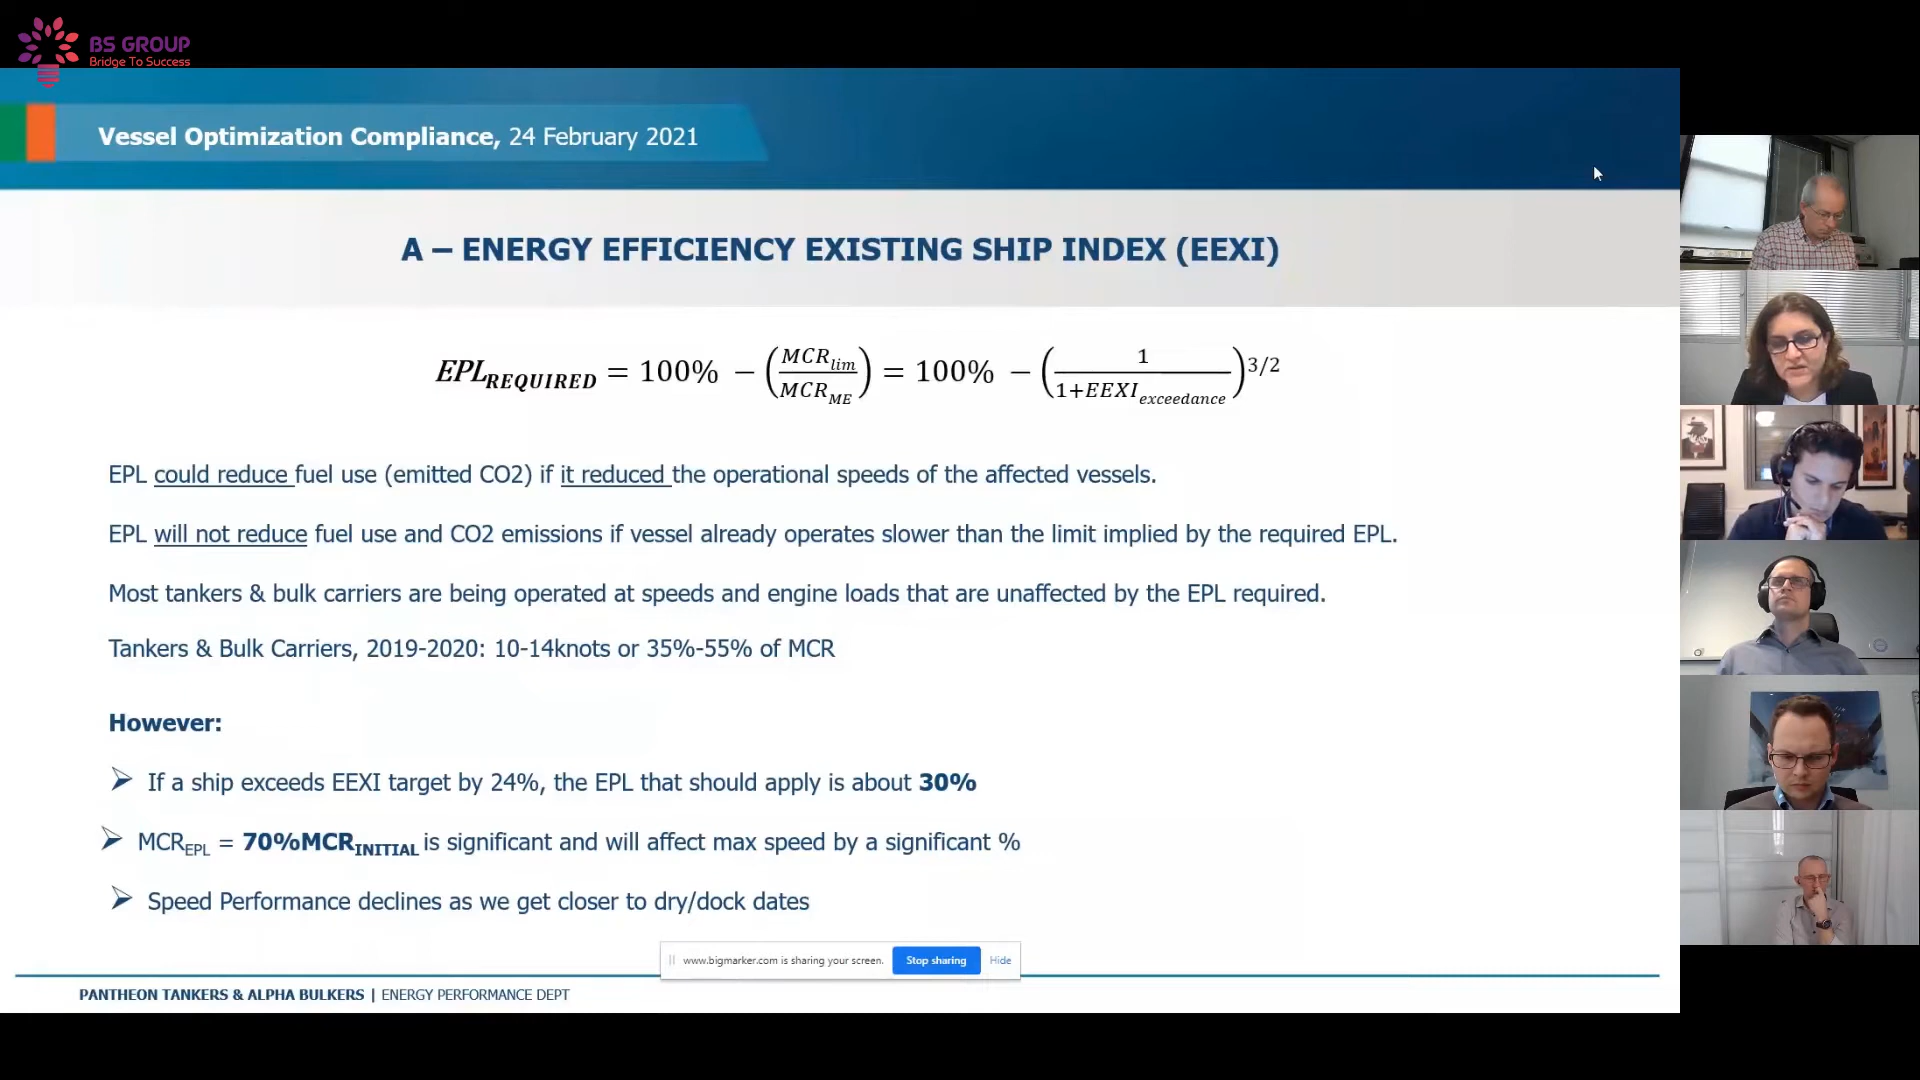 BS GROUP
Bridge To Success
Vessel Optimization Compliance, 24 February 2021
A – ENERGY EFFICIENCY EXISTING SHIP INDEX (EEXI)
EPL_REQUIRED = 100% − (MCR_lim / MCR_ME) = 100% − (1 / 1+EEXI_exceedance)^3/2
EPL could reduce fuel use (emitted CO2) if it reduced the operational speeds of the affected vessels.
EPL will not reduce fuel use and CO2 emissions if vessel already operates slower than the limit implied by the required EPL.
Most tankers & bulk carriers are being operated at speeds and engine loads that are unaffected by the EPL required.
Tankers & Bulk Carriers, 2019-2020: 10-14knots or 35%-55% of MCR
However:
➢ If a ship exceeds EEXI target by 24%, the EPL that should apply is about 30%
➢ MCR_EPL = 70%MCR_INITIAL is significant and will affect max speed by a significant %
➢ Speed Performance declines as we get closer to dry/dock dates
www.bigmarker.com is sharing your screen. Stop sharing Hide
PANTHEON TANKERS & ALPHA BULKERS | ENERGY PERFORMANCE DEPT